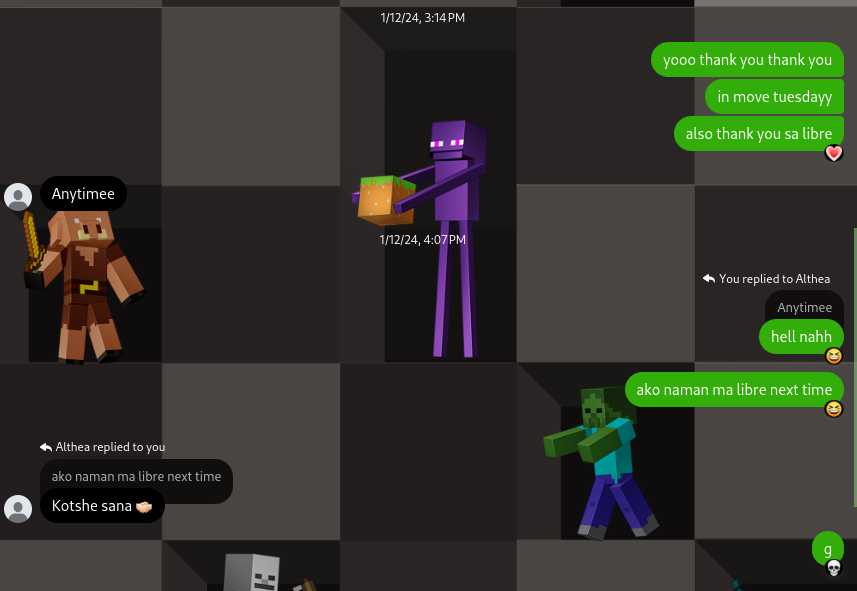 1/12/24, 3:14 PM
yooo thank you thank you
in move tuesdayy
also thank you sa libre
Anytimee
1/12/24, 4:07 PM
You replied to Althea
Anytimee
hell nahh
ako naman ma libre next time
Althea replied to you
ako naman ma libre next time
Kotshe sana 🤝🏻
g